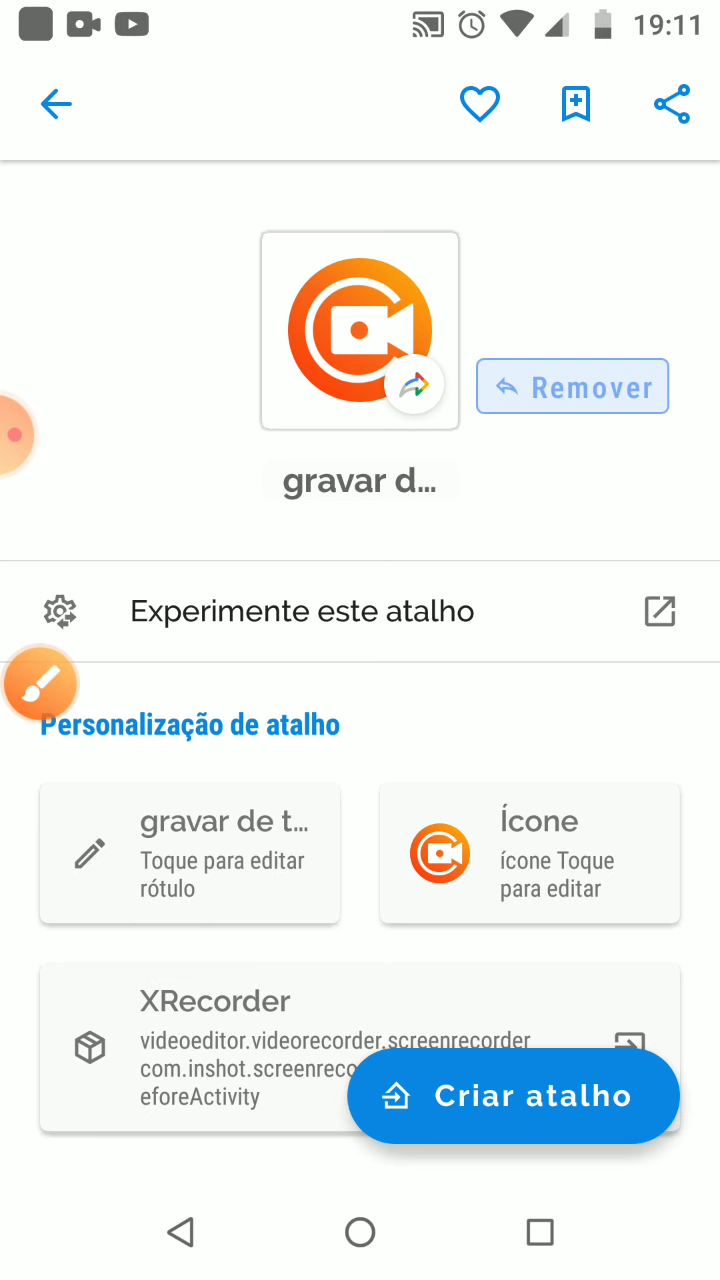 19:11
Remover
gravar d...
Experimente este atalho
Personalização de atalho
gravar de t...
Toque para editar
rótulo
Ícone
ícone Toque
para editar
XRecorder
videoeditor.videorecorder.screenrecorder
com.inshot.screenreco
eforeActivity
Criar atalho